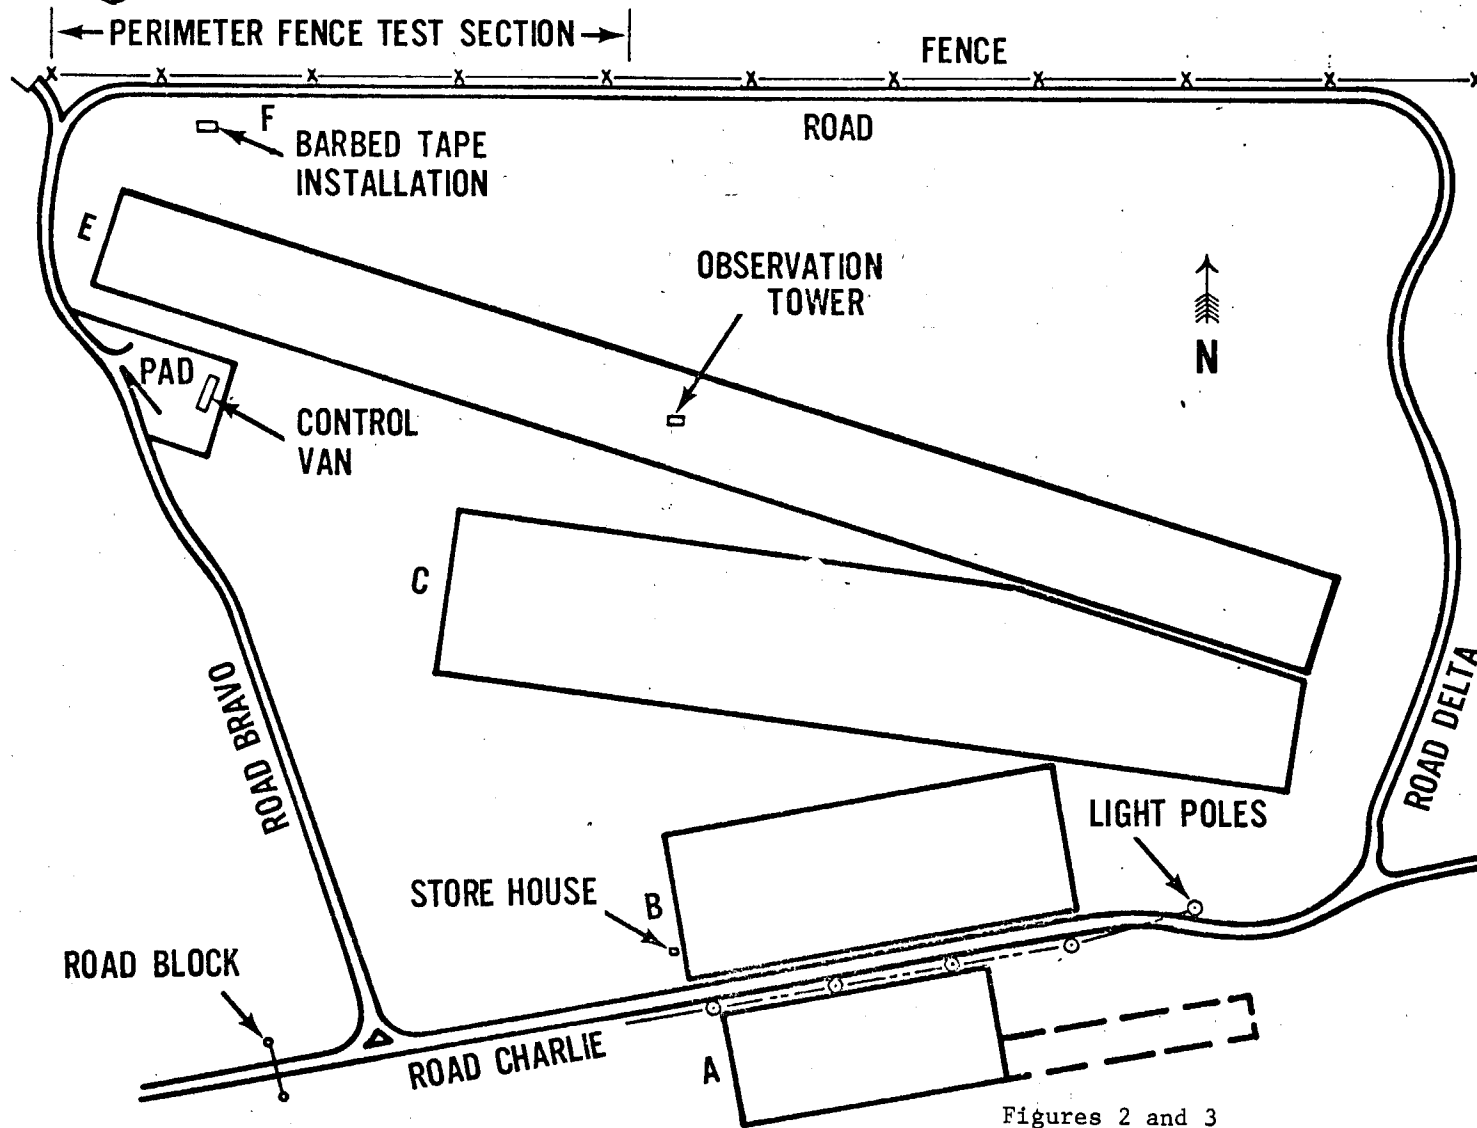 PERIMETER FENCE TEST SECTION
FENCE
F
BARBED TAPE
INSTALLATION
ROAD
E
OBSERVATION
TOWER
N
PAD
CONTROL
VAN
C
ROAD BRAVO
ROAD DELTA
LIGHT POLES
STORE HOUSE
B
ROAD BLOCK
ROAD CHARLIE
A
Figures 2 and 3